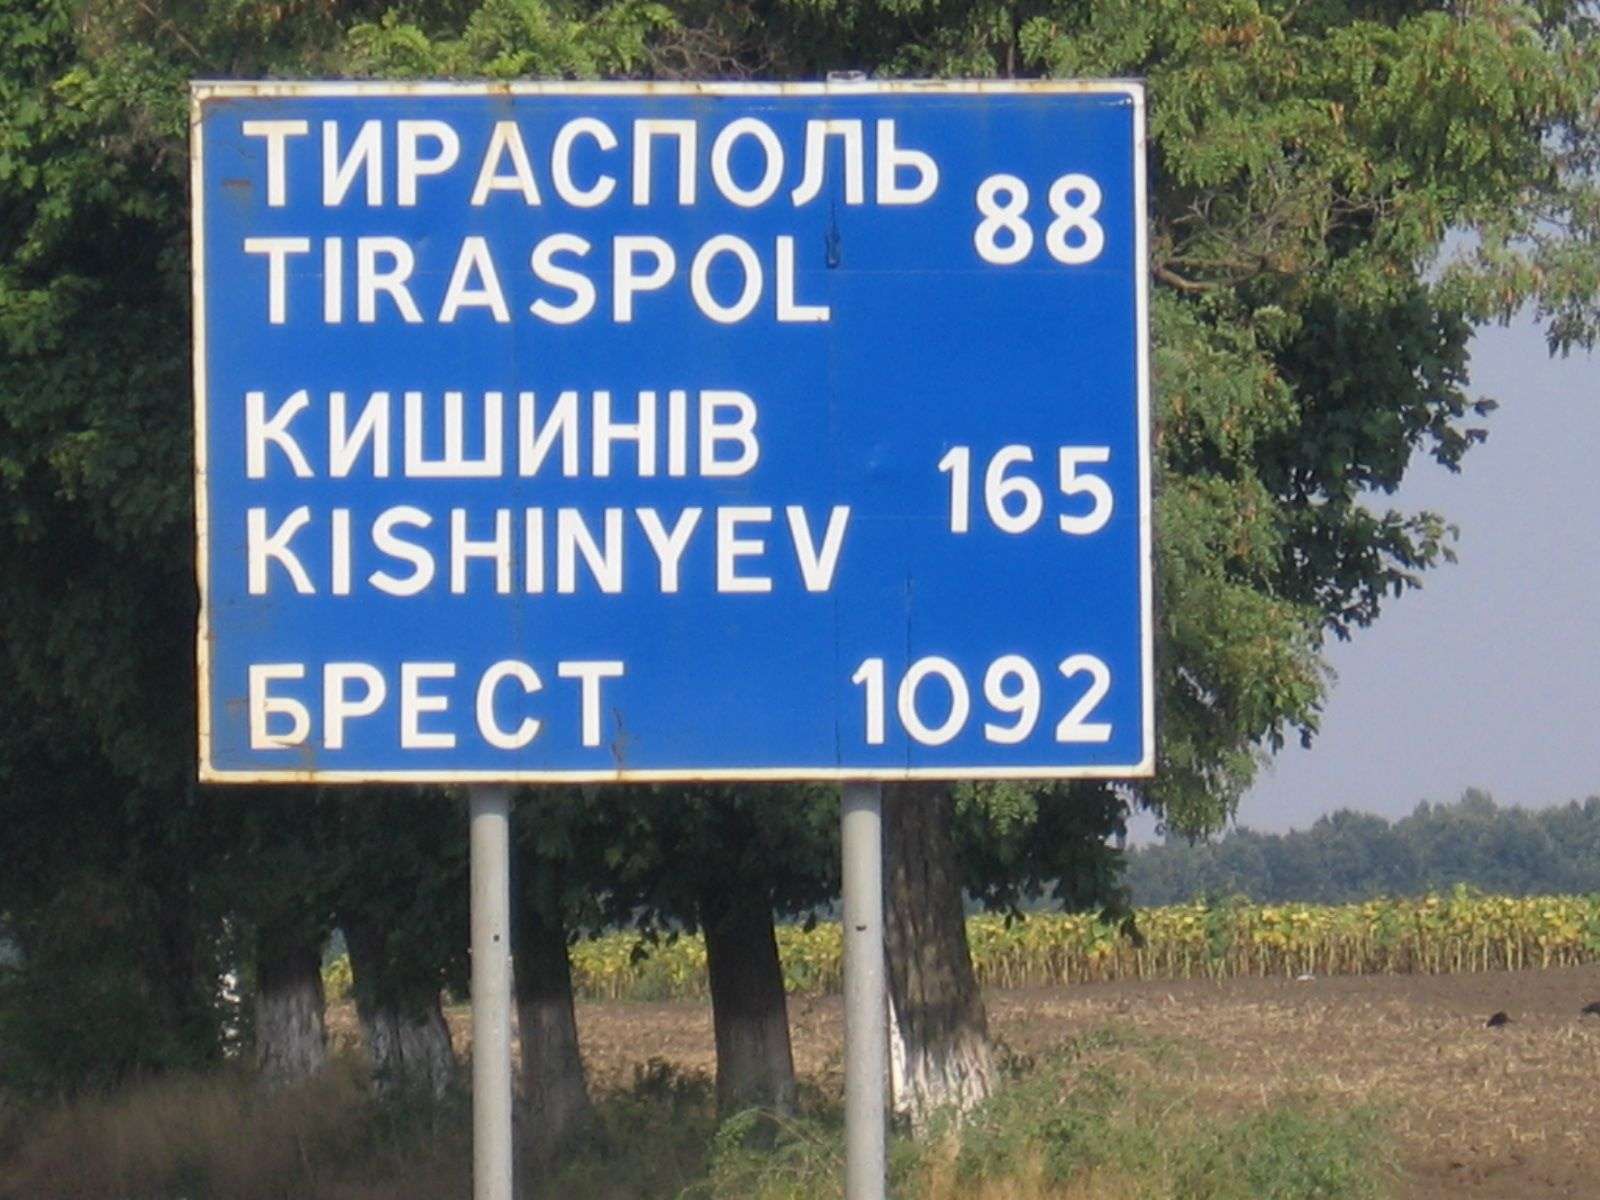 ТИРАСПОЛЬ 88
TIRASPOL
КИШИНІВ 165
KISHINYEV
БРЕСТ 1092